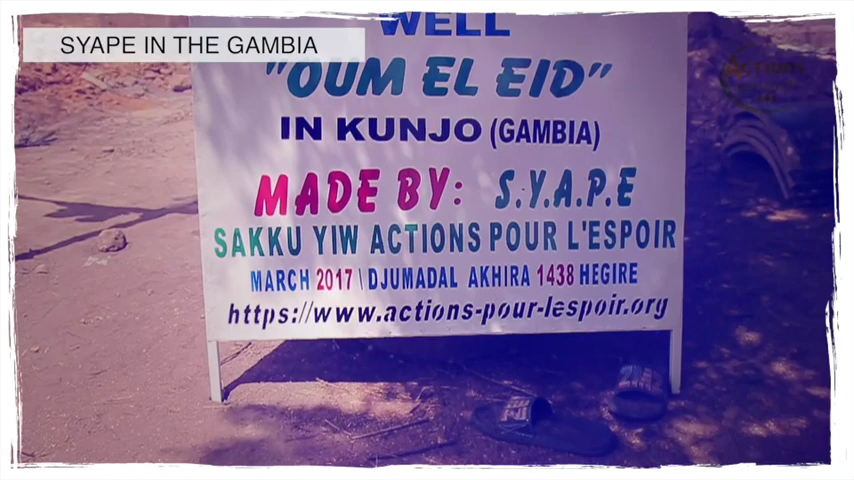 SYAPE IN THE GAMBIA
WELL
"OUM EL EID"
IN KUNJO (GAMBIA)
MADE BY: S.Y.A.P.E
SAKKU YIW ACTIONS POUR L'ESPOIR
MARCH 2017 \ DJUMADAL AKHIRA 1438 HEGIRE
https://www.actions-pour-lespoir.org
ACTIONS